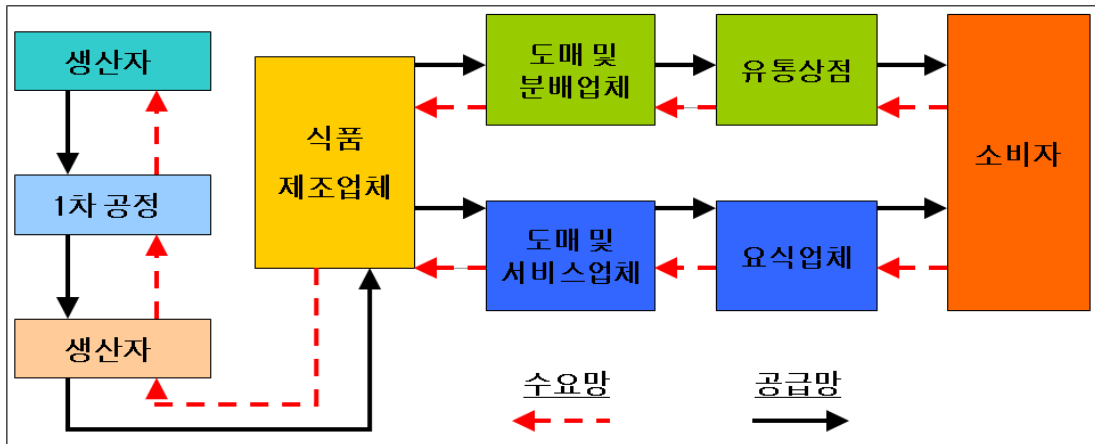 생산자
1차 공정
생산자
식품
제조업체
도매 및
분배업체
유통상점
도매 및
서비스업체
요식업체
소비자
수요망
공급망